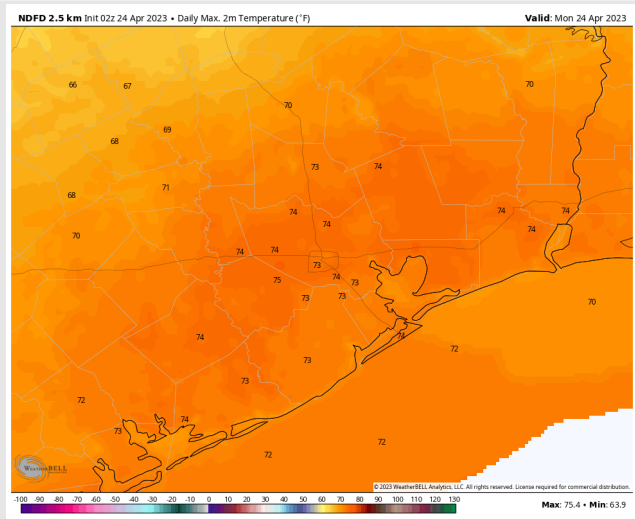 NDFD 2.5 km Init 02z 24 Apr 2023 • Daily Max. 2m Temperature (°F) Valid: Mon 24 Apr 2023
66 67 70
70
69
68
73 74
71
68
74 74 74
74 74
70
74 74
73
75 74 73
73 73
70
74 74
72
73
73
72
74
73
72
72
WEATHERBELL
© 2023 WeatherBELL Analytics, LLC. All rights reserved. License required for commercial distribution.
-100 -90 -80 -70 -60 -50 -40 -30 -20 -10 0 10 20 30 40 50 60 70 80 90 100 110 120 130
Max: 75.4 • Min: 63.9